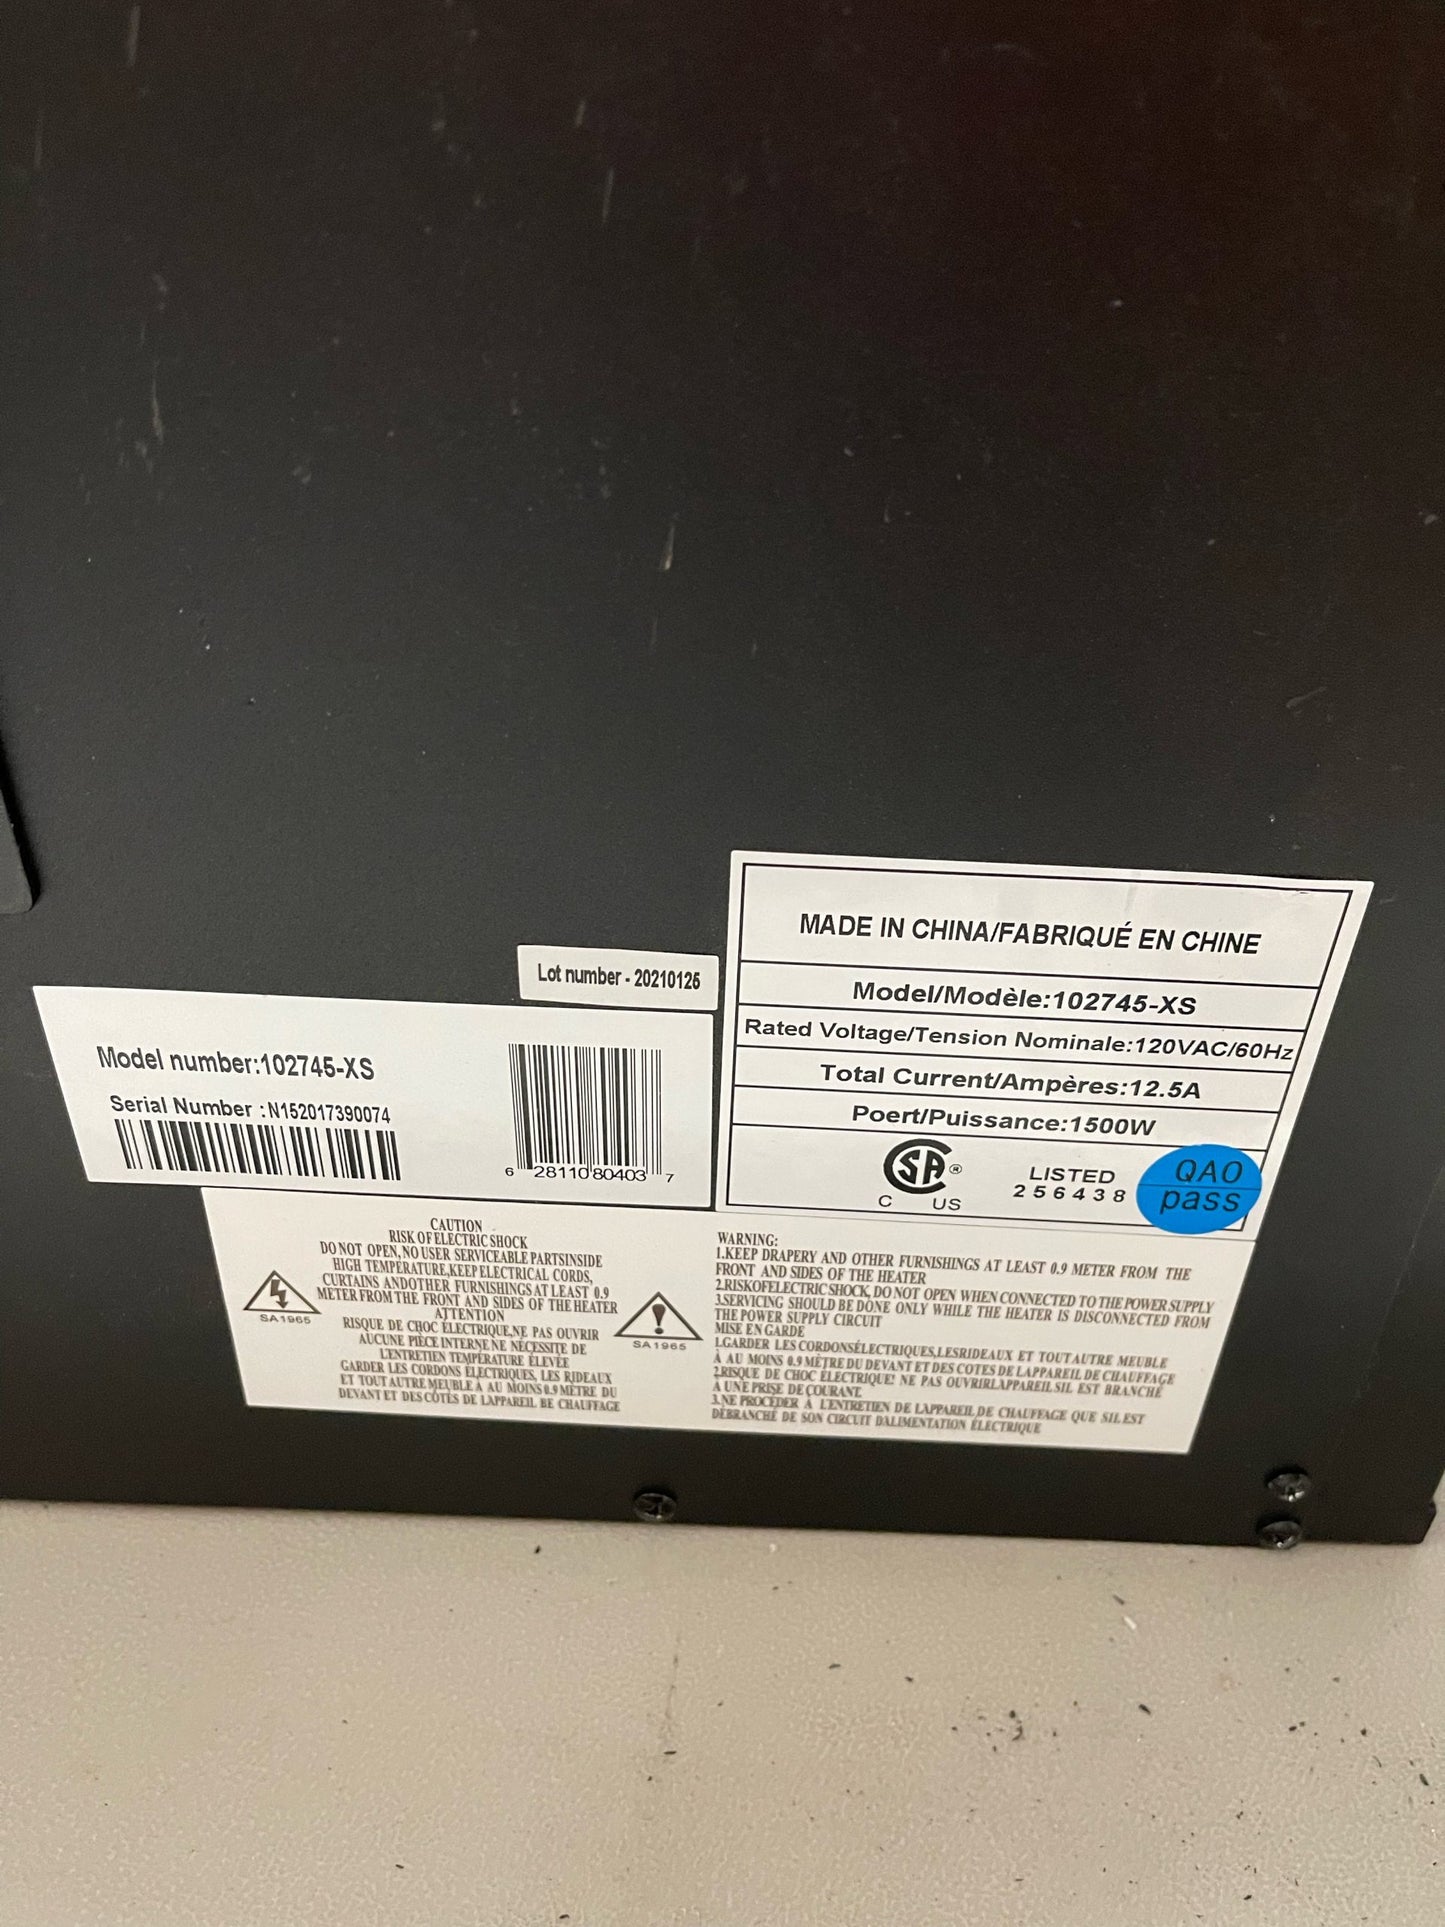 MADE IN CHINA/FABRIQUÉ EN CHINE
Model/Modèle:102745-XS
Rated Voltage/Tension Nominale:120VAC/60Hz
Total Current/Ampères:12.5A
Poert/Puissance:1500W
SA ®
C US
LISTED
256438
QAO
pass
Lot number - 20210125
Model number:102745-XS
Serial Number :N152017390074
6 28110 80403 7
CAUTION
RISK OF ELECTRIC SHOCK
DO NOT OPEN, NO USER SERVICEABLE PARTSINSIDE
HIGH TEMPERATURE,KEEP ELECTRICAL CORDS,
CURTAINS ANDOTHER FURNISHINGS AT LEAST 0.9
METER FROM THE FRONT AND SIDES OF THE HEATER
ATTENTION
RISQUE DE CHOC ELECTRIQUE,NE PAS OUVRIR
AUCUNE PIÈCE INTERNE NE NÉCESSITE DE
L'ENTRETIEN TEMPÉRATURE ÉLEVÉE
GARDER LES CORDONS ÉLECTRIQUES, LES RIDEAUX
ET TOUT AUTRE MEUBLE À AU MOINS 0.9 MÈTRE DU
DEVANT ET DES CÔTÉS DE LAPPAREIL BE CHAUFFAGE
SA1965
SA1965
WARNING:
1.KEEP DRAPERY AND OTHER FURNISHINGS AT LEAST 0.9 METER FROM THE
FRONT AND SIDES OF THE HEATER
2.RISKOFELECTRIC SHOCK, DO NOT OPEN WHEN CONNECTED TO THE POWER SUPPLY
3.SERVICING SHOULD BE DONE ONLY WHILE THE HEATER IS DISCONNECTED FROM
THE POWER SUPPLY CIRCUIT
MISE EN GARDE
1.GARDER LES CORDONSÉLECTRIQUES,LESRIDEAUX ET TOUT AUTRE MEUBLE
À AU MOINS 0.9 MÈTRE DU DEVANT ET DES COTES DE LAPPAREIL DE CHAUFFAGE
2.RISQUE DE CHOC ÉLECTRIQUE! NE PAS OUVRIRLAPPAREIL SIL EST BRANCHÉ
À UNE PRISE DE COURANT.
3.NE PROCÉDER À L'ENTRETIEN DE LAPPAREIL DE CHAUFFAGE QUE SIL EST
DÉBRANCHÉ DE SON CIRCUIT DALIMENTATION ÉLECTRIQUE